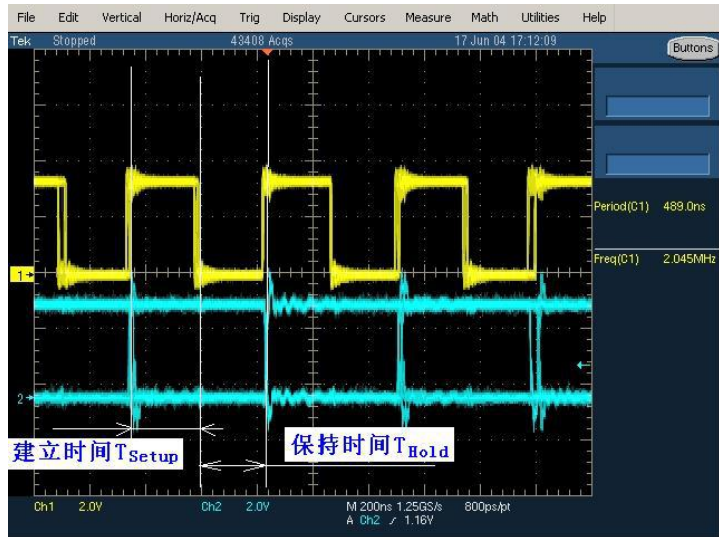 File Edit Vertical Horiz/Acq Trig Display Cursors Measure Math Utilities Help
Tek Stopped 43408 Acqs 17 Jun 04 17:12:09
Buttons
Period(C1) 489.0ns
Freq(C1) 2.045MHz
1
2
建立时间TSetup
保持时间THold
Ch1 2.0V Ch2 2.0V M 200ns 1.25GS/s 800ps/pt
A Ch2 / 1.16V